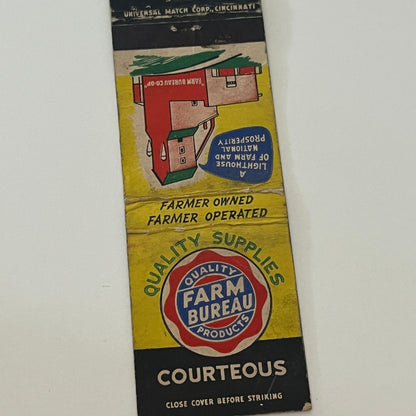 UNIVERSAL MATCH CORP., CINCINNATI
FARM BUREAU CO-OP
A
LIGHTHOUSE
OF FARM AND
NATIONAL
PROSPERITY
FARMER OWNED
FARMER OPERATED
QUALITY SUPPLIES
QUALITY
FARM
BUREAU
PRODUCTS
COURTEOUS
CLOSE COVER BEFORE STRIKING